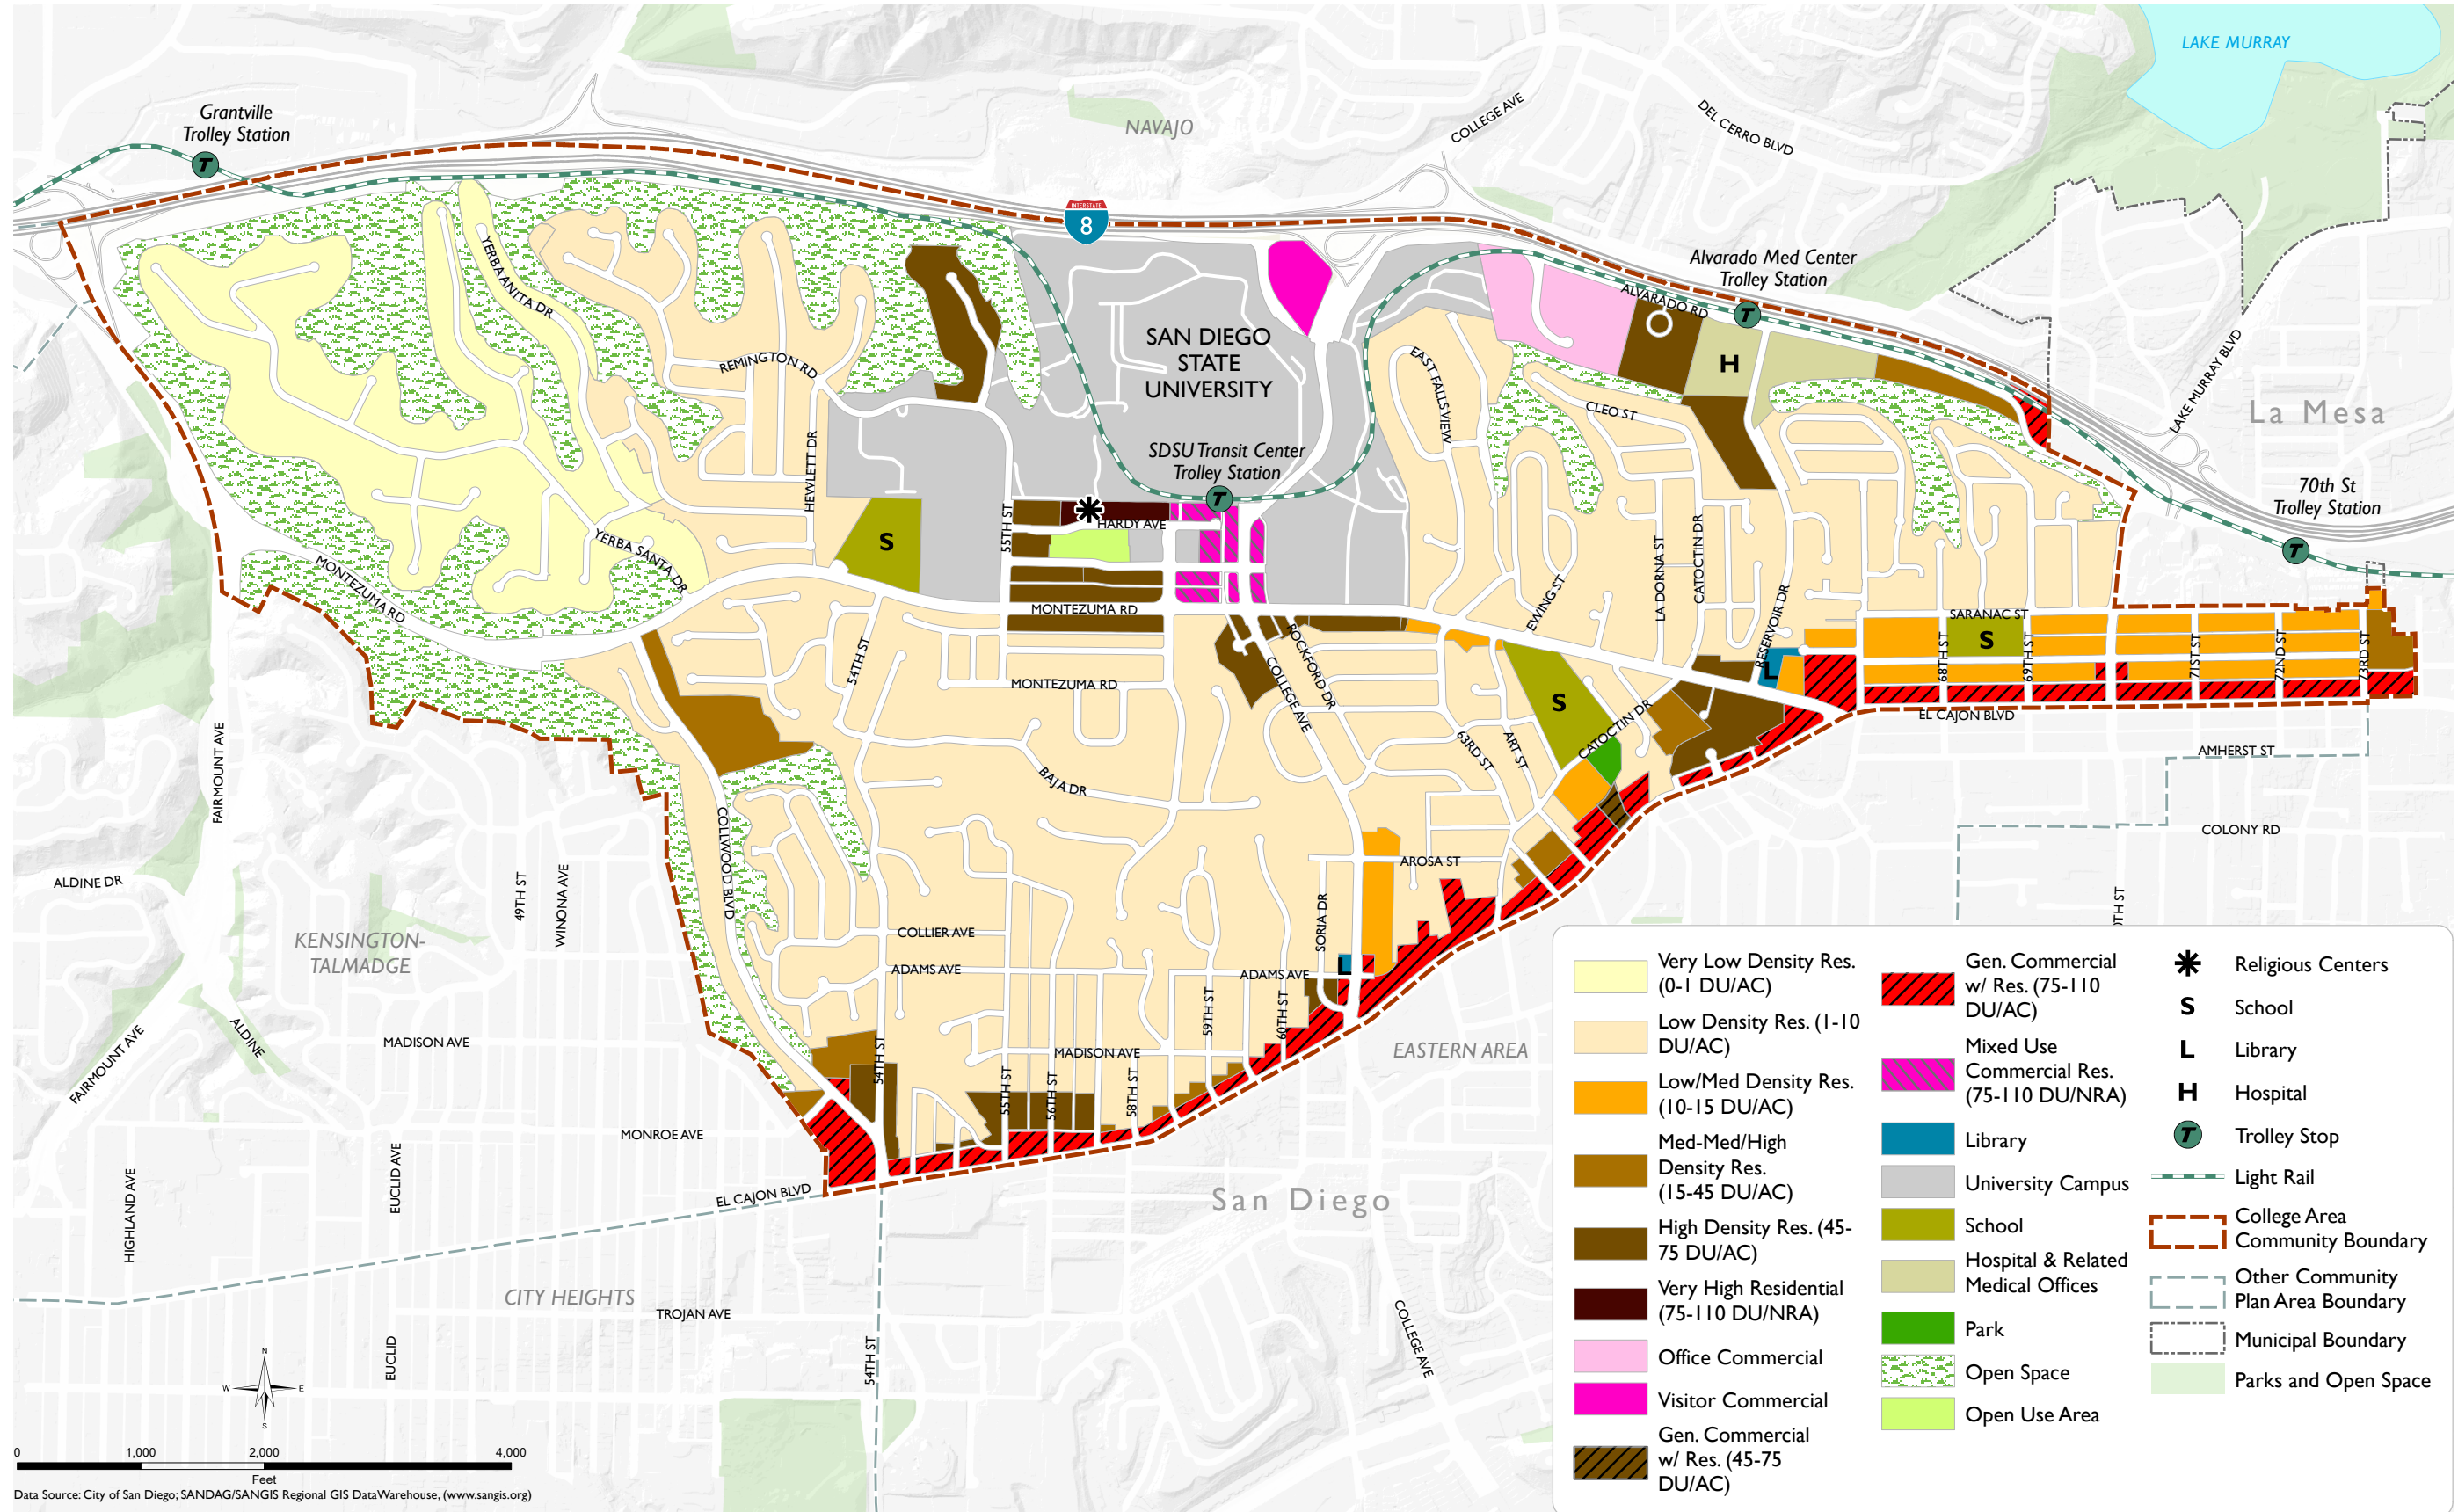 LAKE MURRAY
Grantville
Trolley Station
NAVAJO
COLLEGE AVE
DEL CERRO BLVD
INTERSTATE
8
YERBA ANITA DR
Alvarado Med Center
Trolley Station
ALVARADO RD
SAN DIEGO
STATE
UNIVERSITY
REMINGTON RD
EAST FALLS VIEW
H
CLEO ST
LAKE MURRAY BLVD
La Mesa
HEWLETT DR
SDSU Transit Center
Trolley Station
70th St
Trolley Station
55TH ST
HARDY AVE
S
YERBA SANTA DR
MONTEZUMA RD
MONTEZUMA RD
EWING ST
LA DORNA ST
CATOCTIN DR
RESERVOIR DR
SARANAC ST
S
68TH ST
69TH ST
71ST ST
72ND ST
73RD ST
54TH ST
ROCKFORD DR
COLLEGE AVE
MONTEZUMA RD
L
S
CATOCTIN DR
EL CAJON BLVD
63RD ST
ART ST
AMHERST ST
FAIRMOUNT AVE
BAJA DR
COLLWOOD BLVD
COLONY RD
AROSA ST
ALDINE DR
49TH ST
WINONA AVE
SORIA DR
KENSINGTON-
TALMADGE
COLLIER AVE
ADAMS AVE
ADAMS AVE
L
59TH ST
60TH ST
FAIRMOUNT AVE
ALDINE
MADISON AVE
54TH ST
MADISON AVE
EASTERN AREA
55TH ST
56TH ST
58TH ST
MONROE AVE
HIGHLAND AVE
EUCLID AVE
EL CAJON BLVD
San Diego
CITY HEIGHTS
TROJAN AVE
EUCLID
54TH ST
COLLEGE AVE
N
W
E
S
0
1,000
2,000
4,000
Feet
Data Source: City of San Diego; SANDAG/SANGIS Regional GIS DataWarehouse, (www.sangis.org)
Very Low Density Res.
(0-1 DU/AC)
Low Density Res. (1-10
DU/AC)
Low/Med Density Res.
(10-15 DU/AC)
Med-Med/High
Density Res.
(15-45 DU/AC)
High Density Res. (45-
75 DU/AC)
Very High Residential
(75-110 DU/NRA)
Office Commercial
Visitor Commercial
Gen. Commercial
w/ Res. (45-75
DU/AC)
Gen. Commercial
w/ Res. (75-110
DU/AC)
Mixed Use
Commercial Res.
(75-110 DU/NRA)
Library
University Campus
School
Hospital & Related
Medical Offices
Park
Open Space
Open Use Area
Religious Centers
S
School
L
Library
H
Hospital
T
Trolley Stop
Light Rail
College Area
Community Boundary
Other Community
Plan Area Boundary
Municipal Boundary
Parks and Open Space